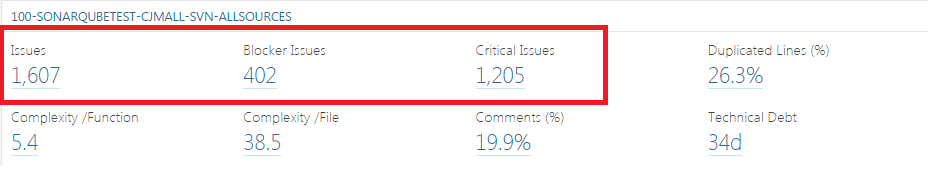 100-SONARQUBETEST-CJMALL-SVN-ALLSOURCES
Issues Blocker Issues Critical Issues Duplicated Lines (%)
1,607 402 1,205 26.3%
Complexity /Function Complexity /File Comments (%) Technical Debt
5.4 38.5 19.9% 34d